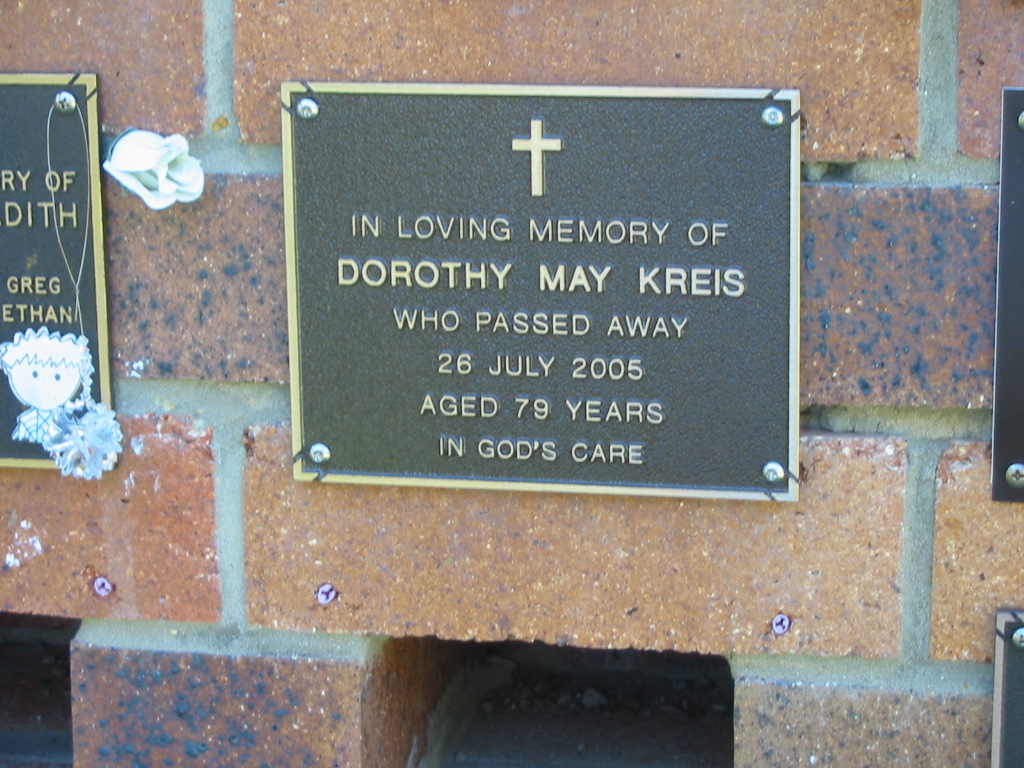 RY OF
DITH
GREG
ETHAN
IN LOVING MEMORY OF
DOROTHY MAY KREIS
WHO PASSED AWAY
26 JULY 2005
AGED 79 YEARS
IN GOD'S CARE